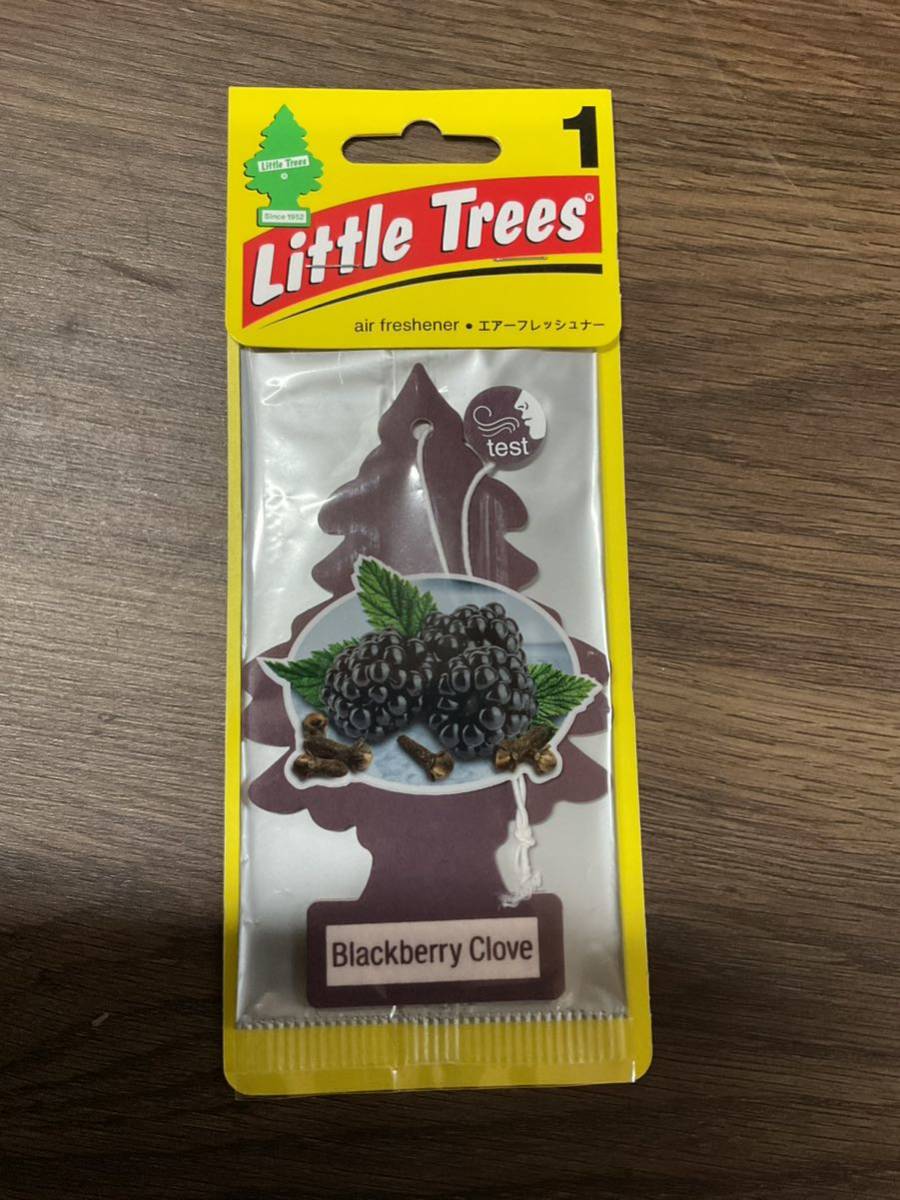 1
Little Trees
Since 1952
Little Trees®
air freshener • エアーフレッシュナー
test
Blackberry Clove